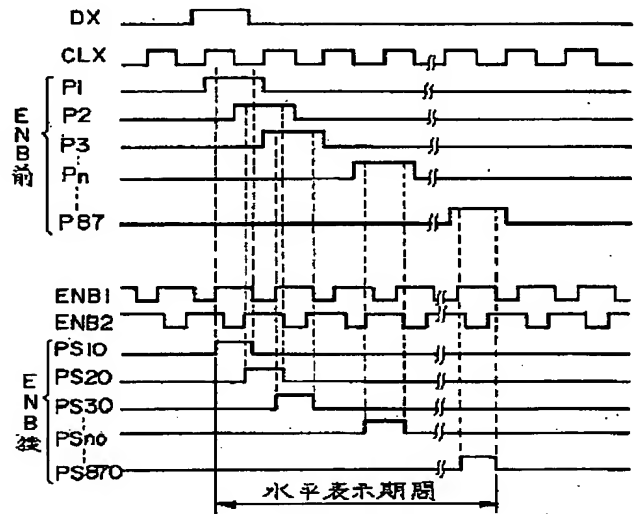 DX
CLX
ENB前
P1
P2
P3
Pn
P87
ENB1
ENB2
ENB後
PS10
PS20
PS30
PSno
PS870
水平表示期間